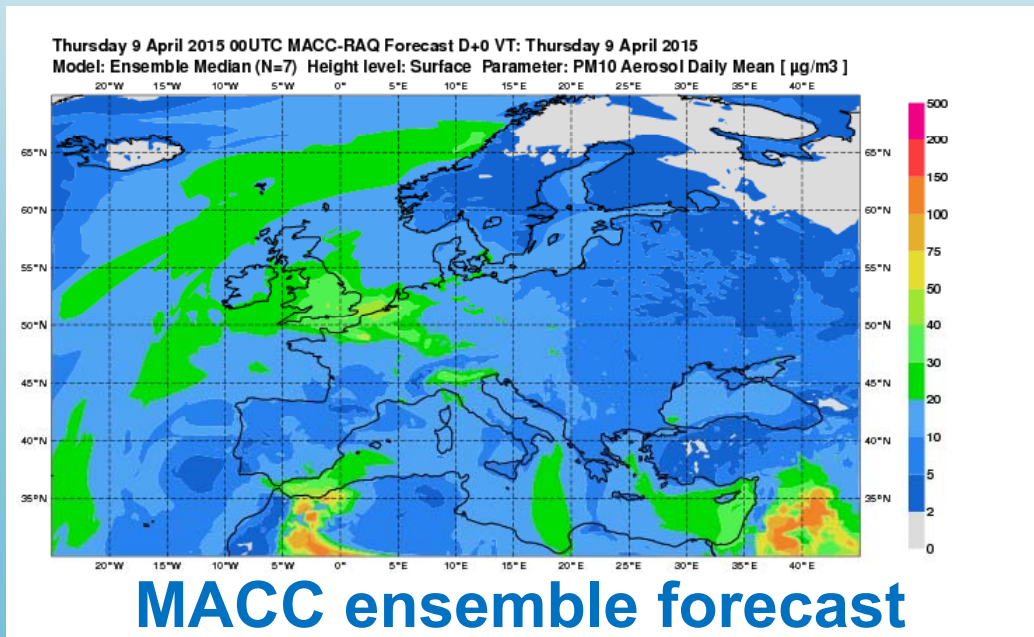 Thursday 9 April 2015 00UTC MACC-RAQ Forecast D+0 VT: Thursday 9 April 2015
Model: Ensemble Median (N=7) Height level: Surface Parameter: PM10 Aerosol Daily Mean [ µg/m3 ]
20°W 15°W 10°W 5°W 0° 5°E 10°E 15°E 20°E 25°E 30°E 35°E 40°E
65°N
60°N
55°N
50°N
45°N
40°N
35°N
500
200
150
100
75
50
40
30
20
10
5
2
0
20°W 15°W 10°W 5°W 0° 5°E 10°E 15°E 20°E 25°E 30°E 35°E 40°E
MACC ensemble forecast